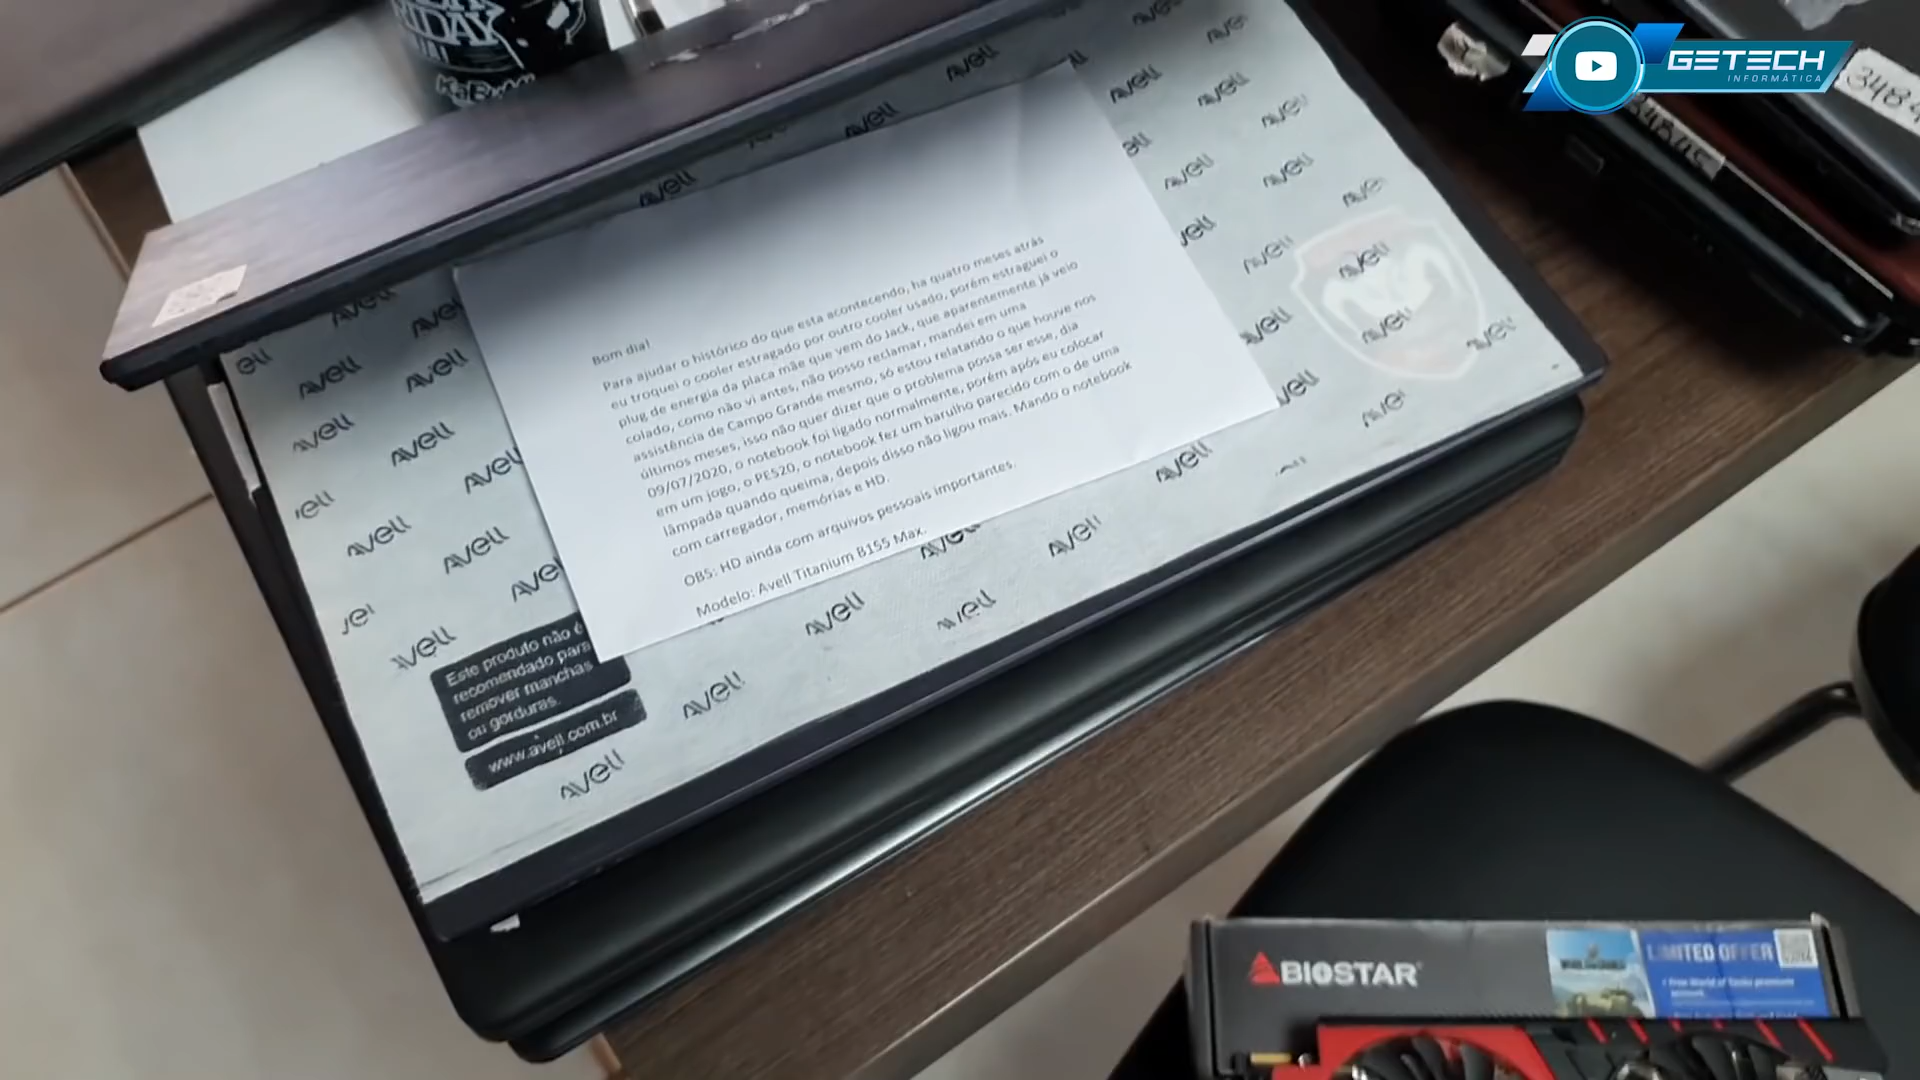 GETECH
INFORMÁTICA
Bom dia!
Para ajudar o histórico do que esta acontecendo, ha quatro meses atrás
eu troquei o cooler estragado por outro cooler usado, porém estraguei o
plug de energia da placa mãe que vem do Jack, que aparentemente já veio
colado, como não vi antes, não posso reclamar, mandei em uma
assistência de Campo Grande mesmo, só estou relatando o que houve nos
últimos meses, isso não quer dizer que o problema possa ser esse, dia
09/07/2020, o notebook foi ligado normalmente, porém após eu colocar
em um jogo, o PES20, o notebook fez um barulho parecido com o de uma
lâmpada quando queima, depois disso não ligou mais. Mando o notebook
com carregador, memórias e HD.
OBS: HD ainda com arquivos pessoais importantes.
Modelo: Avell Titanium B155 Max.
Avell
Este produto não é
recomendado para
remover manchas
ou gorduras.
www.avell.com.br
BIOSTAR
LIMITED OFFER